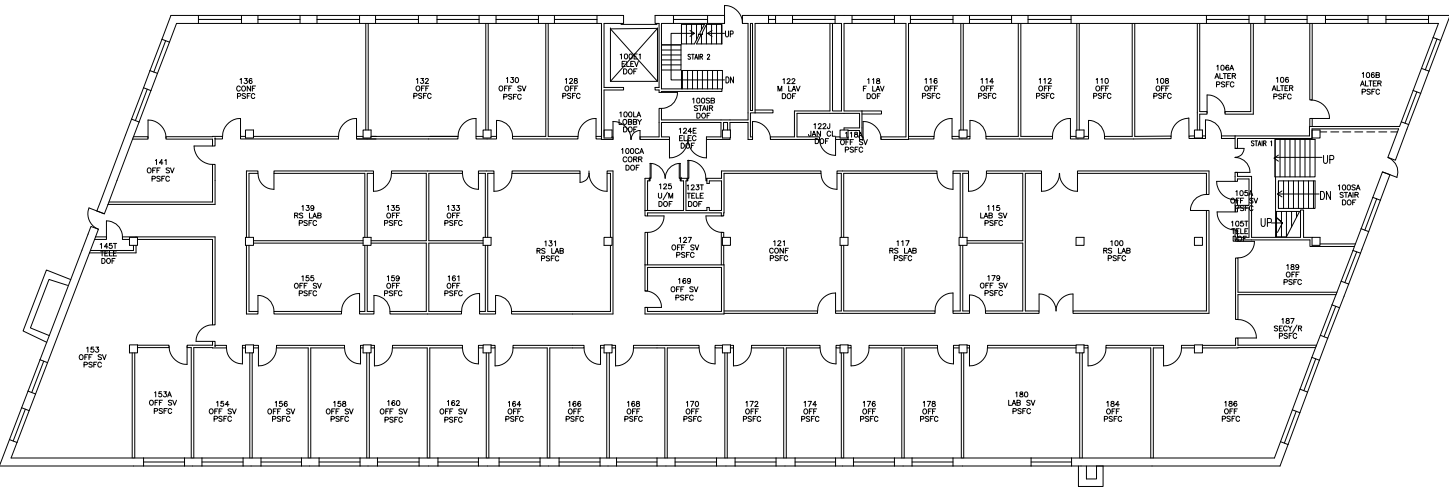 136
CONF
PSFC
132
OFF
PSFC
130
OFF SV
PSFC
128
OFF
PSFC
100E1
ELEV
DOF
STAIR 2
UP
DN
100SB
STAIR
DOF
122
M LAV
DOF
118
F LAV
DOF
116
OFF
PSFC
114
OFF
PSFC
112
OFF
PSFC
110
OFF
PSFC
108
OFF
PSFC
106A
ALTER
PSFC
106
ALTER
PSFC
106B
ALTER
PSFC
100LA
LOBBY
DOF
124E
ELEC
DOF
122J
JAN CL
DOF
118A
OFF SV
PSFC
100CA
CORR
DOF
STAIR 1
UP
DN
UP
100SA
STAIR
DOF
141
OFF SV
PSFC
139
RS LAB
PSFC
135
OFF
PSFC
133
OFF
PSFC
125
U/M
DOF
123T
TELE
DOF
115
LAB SV
PSFC
105A
OFF SV
PSFC
105T
TELE
DOF
145T
TELE
DOF
131
RS LAB
PSFC
127
OFF SV
PSFC
121
CONF
PSFC
117
RS LAB
PSFC
100
RS LAB
PSFC
155
OFF SV
PSFC
159
OFF SV
PSFC
161
OFF
PSFC
169
OFF SV
PSFC
179
OFF SV
PSFC
189
OFF
PSFC
187
SECY/R
PSFC
153
OFF SV
PSFC
153A
OFF SV
PSFC
154
OFF SV
PSFC
156
OFF SV
PSFC
158
OFF SV
PSFC
160
OFF SV
PSFC
162
OFF SV
PSFC
164
OFF
PSFC
166
OFF
PSFC
168
OFF
PSFC
170
OFF
PSFC
172
OFF
PSFC
174
OFF
PSFC
176
OFF
PSFC
178
OFF
PSFC
180
LAB SV
PSFC
184
OFF
PSFC
186
OFF
PSFC